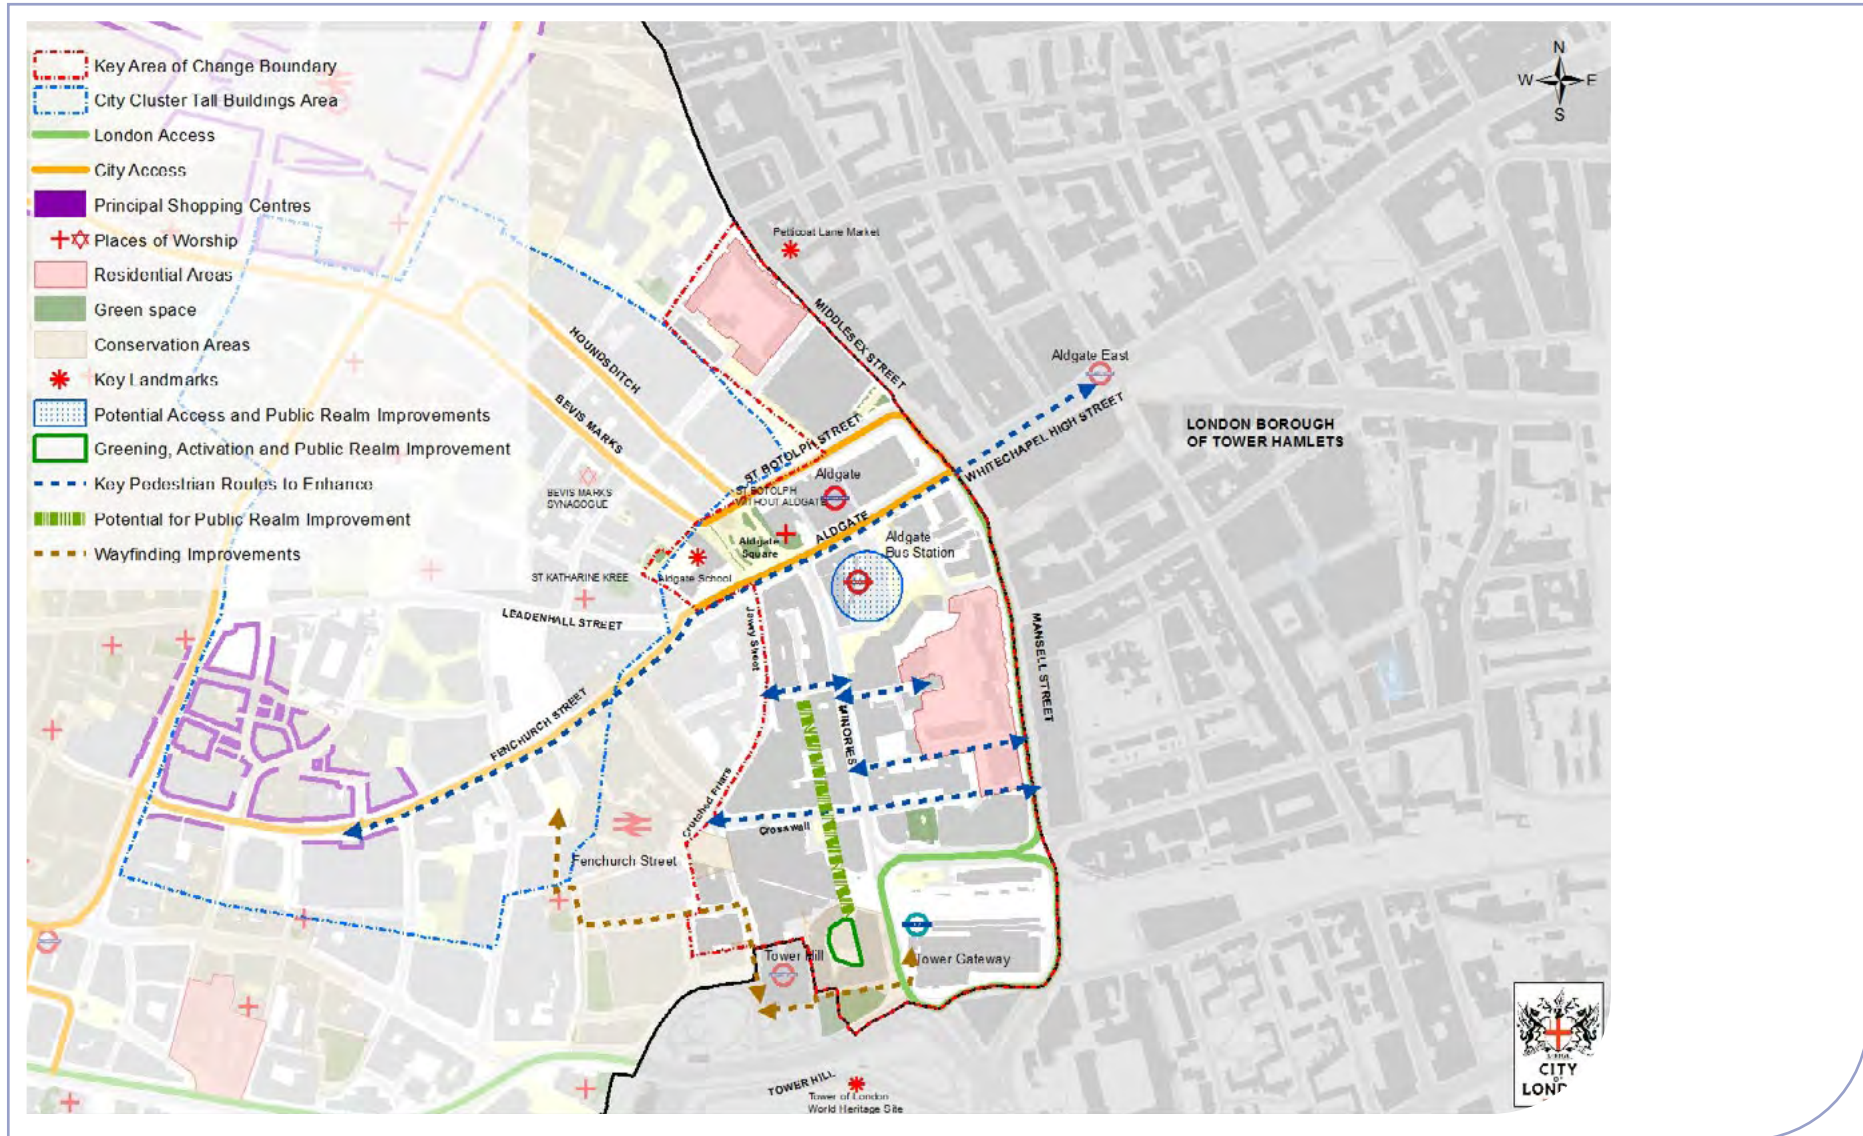 Key Area of Change Boundary
City Cluster Tall Buildings Area
London Access
City Access
Principal Shopping Centres
Places of Worship
Residential Areas
Green space
Conservation Areas
Key Landmarks
Potential Access and Public Realm Improvements
Greening, Activation and Public Realm Improvement
Key Pedestrian Routes to Enhance
Potential for Public Realm Improvement
Wayfinding Improvements
N
W E
S
Petticoat Lane Market
MIDDLESEX STREET
HOUNDSDITCH
BEVIS MARKS
Aldgate East
WHITECHAPEL HIGH STREET
LONDON BOROUGH
OF TOWER HAMLETS
ST BOTOLPH STREET
Aldgate
ST BOTOLPH
WITHOUT ALDGATE
BEVIS MARKS
SYNAGOGUE
ALDGATE
Aldgate
Square
Aldgate
Bus Station
ST KATHARINE KREE
Aldgate School
LEADENHALL STREET
Jewry Street
MANSELL STREET
FENCHURCH STREET
MINORIES
Crutched Friars
Crosswall
Fenchurch Street
Tower Hill
Tower Gateway
TOWER HILL
Tower of London
World Heritage Site
CITY
OF
LON